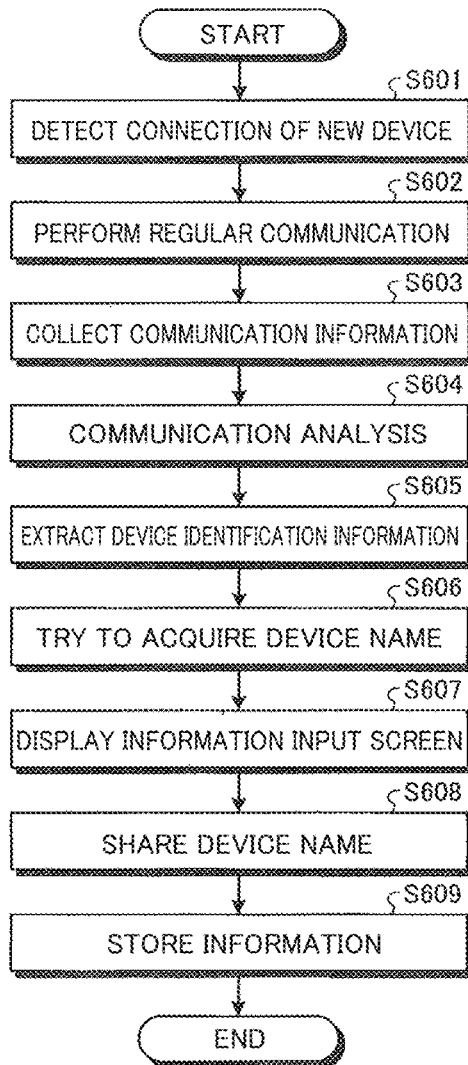 START
S601
DETECT CONNECTION OF NEW DEVICE
S602
PERFORM REGULAR COMMUNICATION
S603
COLLECT COMMUNICATION INFORMATION
S604
COMMUNICATION ANALYSIS
S605
EXTRACT DEVICE IDENTIFICATION INFORMATION
S606
TRY TO ACQUIRE DEVICE NAME
S607
DISPLAY INFORMATION INPUT SCREEN
S608
SHARE DEVICE NAME
S609
STORE INFORMATION
END